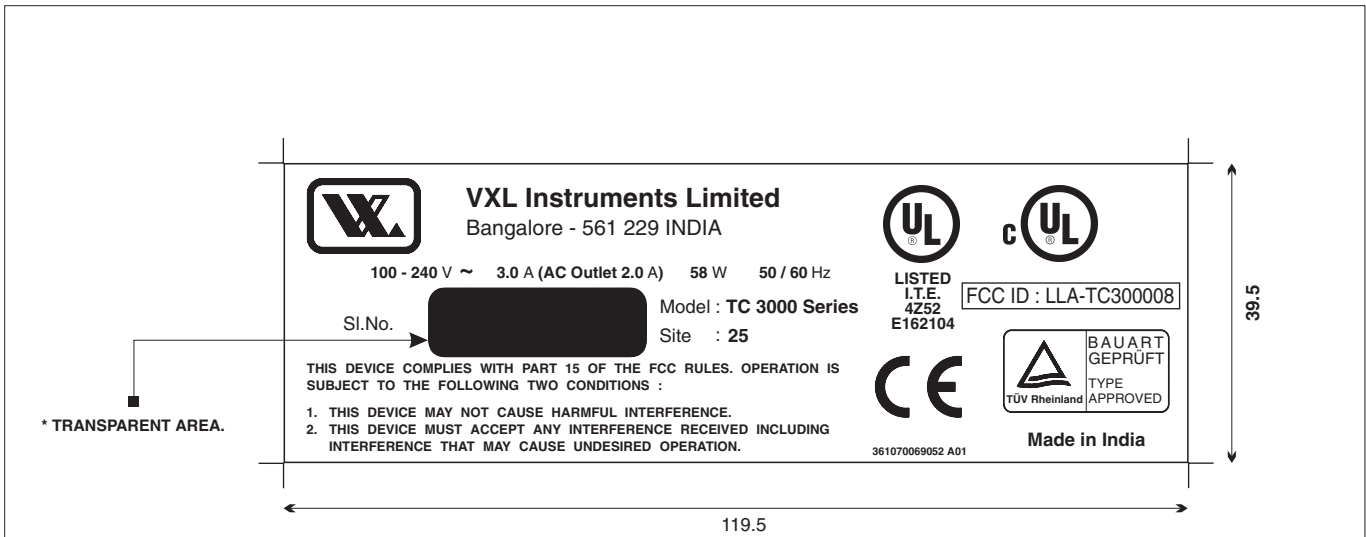 VXL
VXL Instruments Limited
Bangalore - 561 229 INDIA
100 - 240 V ~ 3.0 A (AC Outlet 2.0 A) 58 W 50 / 60 Hz
Sl.No.
Model : TC 3000 Series
Site : 25
THIS DEVICE COMPLIES WITH PART 15 OF THE FCC RULES. OPERATION IS
SUBJECT TO THE FOLLOWING TWO CONDITIONS :
1. THIS DEVICE MAY NOT CAUSE HARMFUL INTERFERENCE.
2. THIS DEVICE MUST ACCEPT ANY INTERFERENCE RECEIVED INCLUDING
INTERFERENCE THAT MAY CAUSE UNDESIRED OPERATION.
UL ®
LISTED
I.T.E.
4Z52
E162104
C UL ®
FCC ID : LLA-TC300008
CE
TÜV Rheinland
BAUART
GEPRÜFT
TYPE
APPROVED
361070069052 A01
Made in India
* TRANSPARENT AREA.
39.5
119.5